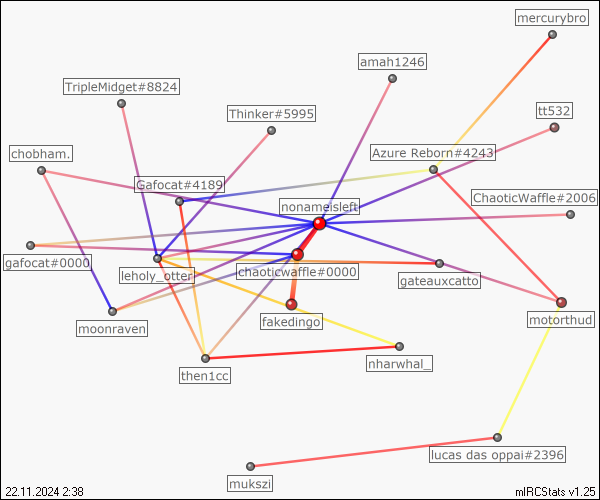 mercurybro
amah1246
TripleMidget#8824
Thinker#5995
tt532
chobham.
Azure Reborn#4243
Gafocat#4189
ChaoticWaffle#2006
nonameisleft
gafocat#0000
leholy_otter_
chaoticwaffle#0000
gateauxcatto
moonraven
fakedingo
motorthud
then1cc
nharwhal_
lucas das oppai#2396
mukszi
22.11.2024 2:38
mIRCStats v1.25